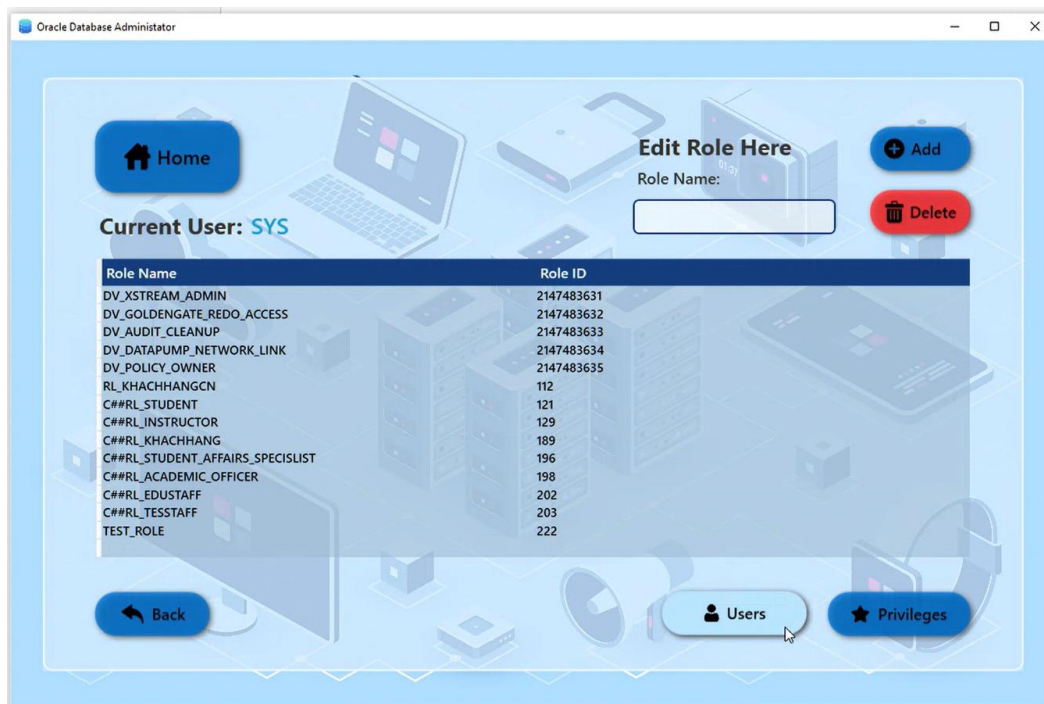 Oracle Database Administator
Home
Edit Role Here
Add
Role Name:
Delete
Current User: SYS
Role Name Role ID
DV_XSTREAM_ADMIN 2147483631
DV_GOLDENGATE_REDO_ACCESS 2147483632
DV_AUDIT_CLEANUP 2147483633
DV_DATAPUMP_NETWORK_LINK 2147483634
DV_POLICY_OWNER 2147483635
RL_KHACHHANGCN 112
C##RL_STUDENT 121
C##RL_INSTRUCTOR 129
C##RL_KHACHHANG 189
C##RL_STUDENT_AFFAIRS_SPECISLIST 196
C##RL_ACADEMIC_OFFICER 198
C##RL_EDUSTAFF 202
C##RL_TESSTAFF 203
TEST_ROLE 222
Back
Users
Privileges